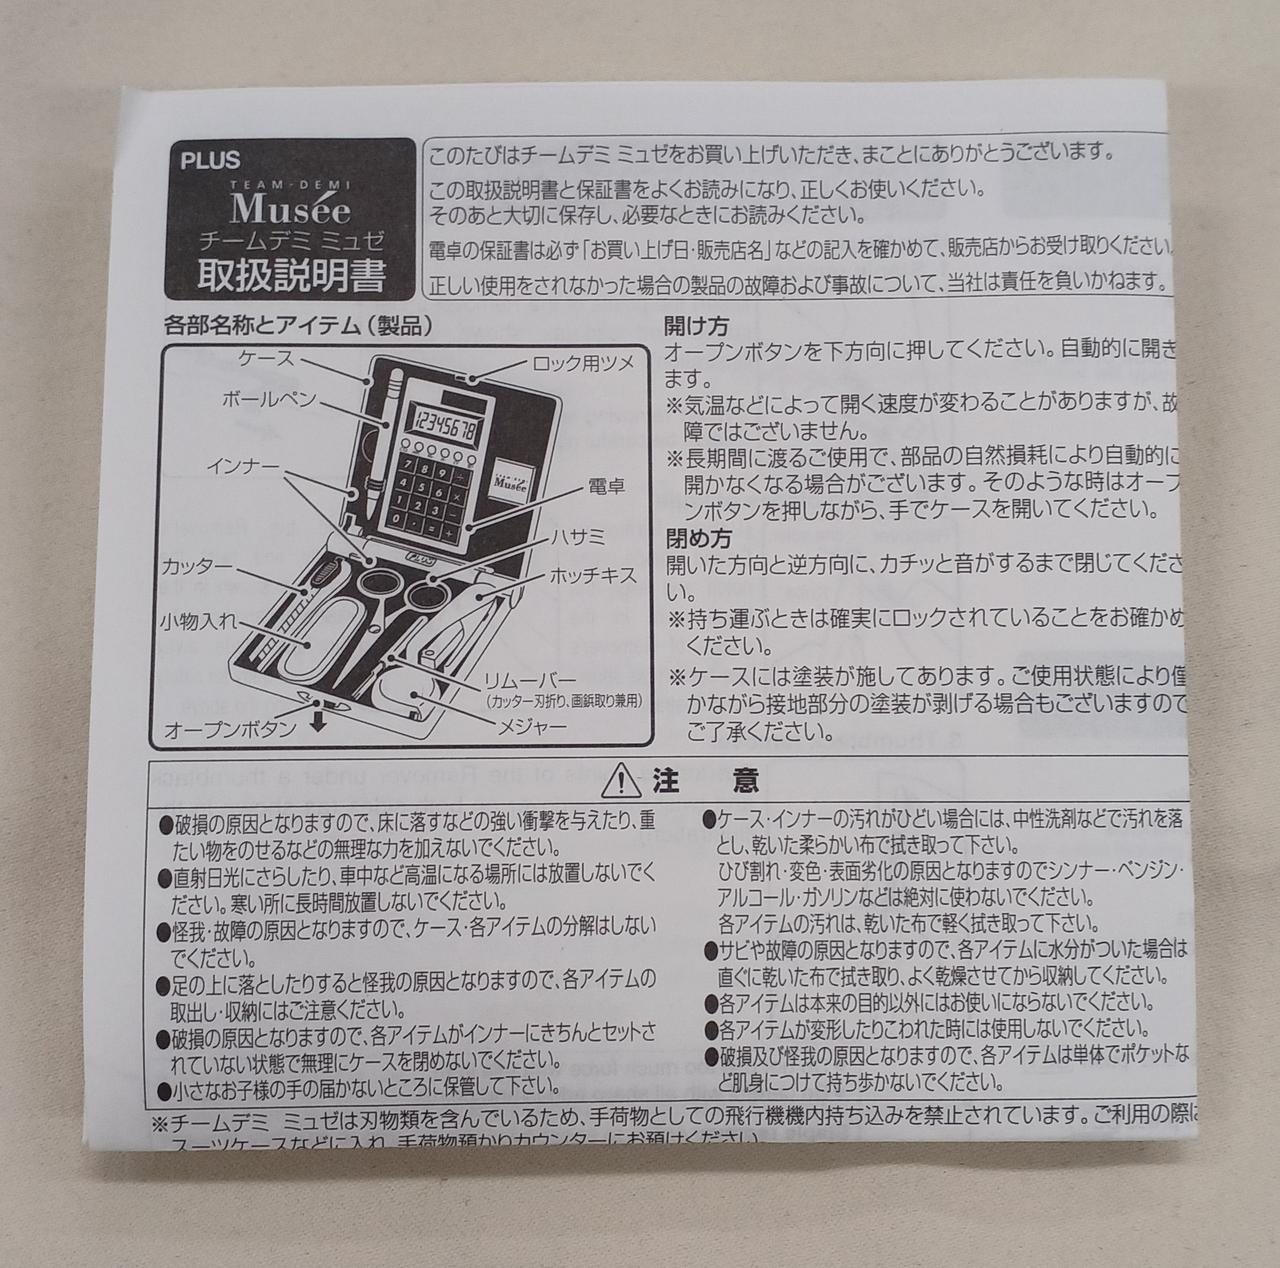 PLUS
TEAM-DEMI
Musée
チームデミ ミュゼ
取扱説明書
このたびはチームデミ ミュゼをお買い上げいただき、まことにありがとうございます。
この取扱説明書と保証書をよくお読みになり、正しくお使いください。
そのあと大切に保存し、必要なときにお読みください。
電卓の保証書は必ず「お買い上げ日・販売店名」などの記入を確かめて、販売店からお受け取りください
正しい使用をされなかった場合の製品の故障および事故について、当社は責任を負いかねます。
各部名称とアイテム(製品)
ケース
ロック用ツメ
ボールペン
12345678
7 8 9 ÷
4 5 6 ×
1 2 3 −
0 . = +
Musée
インナー
電卓
PLUS
ハサミ
カッター
ホッチキス
小物入れ
リムーバー
(カッター刃折り、画鋲取り兼用)
オープンボタン
メジャー
開け方
オープンボタンを下方向に押してください。自動的に開き
ます。
※気温などによって開く速度が変わることがありますが、故
障ではございません。
※長期間に渡るご使用で、部品の自然損耗により自動的に
開かなくなる場合がございます。そのような時はオープ
ンボタンを押しながら、手でケースを開いてください。
閉め方
開いた方向と逆方向に、カチッと音がするまで閉じてくださ
い。
※持ち運ぶときは確実にロックされていることをお確かめ
ください。
※ケースには塗装が施してあります。ご使用状態により僅
かながら接地部分の塗装が剥げる場合もございますので
ご了承ください。
注 意
●破損の原因となりますので、床に落すなどの強い衝撃を与えたり、重
たい物をのせるなどの無理な力を加えないでください。
●直射日光にさらしたり、車中など高温になる場所には放置しないでく
ださい。寒い所に長時間放置しないでください。
●怪我・故障の原因となりますので、ケース・各アイテムの分解はしない
でください。
●足の上に落としたりすると怪我の原因となりますので、各アイテムの
取出し・収納にはご注意ください。
●破損の原因となりますので、各アイテムがインナーにきちんとセットさ
れていない状態で無理にケースを閉めないでください。
●小さなお子様の手の届かないところに保管して下さい。
●ケース・インナーの汚れがひどい場合には、中性洗剤などで汚れを落
とし、乾いた柔らかい布で拭き取って下さい。
ひび割れ・変色・表面劣化の原因となりますのでシンナー・ベンジン・
アルコール・ガソリンなどは絶対に使わないでください。
各アイテムの汚れは、乾いた布で軽く拭き取って下さい。
●サビや故障の原因となりますので、各アイテムに水分がついた場合は
直ぐに乾いた布で拭き取り、よく乾燥させてから収納してください。
●各アイテムは本来の目的以外にはお使いにならないでください。
●各アイテムが変形したりこわれた時には使用しないでください。
●破損及び怪我の原因となりますので、各アイテムは単体でポケットな
ど肌身につけて持ち歩かないでください。
※チームデミ ミュゼは刃物類を含んでいるため、手荷物としての飛行機機内持ち込みを禁止されています。ご利用の際は
スーツケースなどに入れ、手荷物預かりカウンターにお預けください。